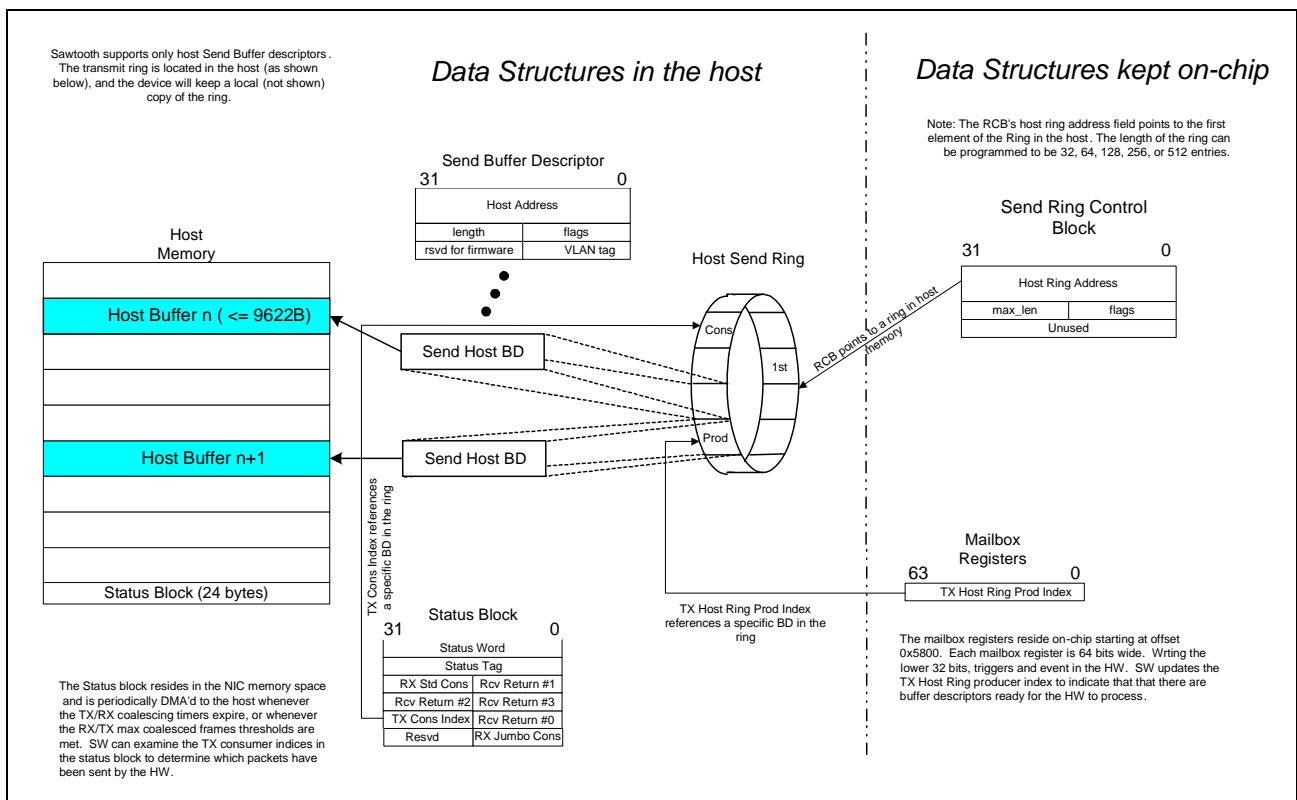 Sawtooth supports only host Send Buffer descriptors.
The transmit ring is located in the host (as shown
below), and the device will keep a local (not shown)
copy of the ring.
Data Structures in the host
Data Structures kept on-chip
Note: The RCB's host ring address field points to the first
element of the Ring in the host. The length of the ring can
be programmed to be 32, 64, 128, 256, or 512 entries.
Send Buffer Descriptor
31 0
Host Address
length flags
rsvd for firmware VLAN tag
Send Ring Control
Block
31 0
Host Ring Address
max_len flags
Unused
Host
Memory
Host Buffer n ( <= 9622B)
Host Buffer n+1
Status Block (24 bytes)
Send Host BD
Send Host BD
Host Send Ring
Cons
1st
Prod
RCB points to a ring in host
memory
TX Cons Index references
a specific BD in the ring
Mailbox
Registers
63 0
TX Host Ring Prod Index
TX Host Ring Prod Index
references a specific BD in the
ring
Status Block
31 0
Status Word
Status Tag
RX Std Cons Rcv Return #1
Rcv Return #2 Rcv Return #3
TX Cons Index Rcv Return #0
Resvd RX Jumbo Cons
The mailbox registers reside on-chip starting at offset
0x5800. Each mailbox register is 64 bits wide. Wrting the
lower 32 bits, triggers and event in the HW. SW updates the
TX Host Ring producer index to indicate that that there are
buffer descriptors ready for the HW to process.
The Status block resides in the NIC memory space
and is periodically DMA'd to the host whenever
the TX/RX coalescing timers expire, or whenever
the RX/TX max coalesced frames thresholds are
met. SW can examine the TX consumer indices in
the status block to determine which packets have
been sent by the HW.